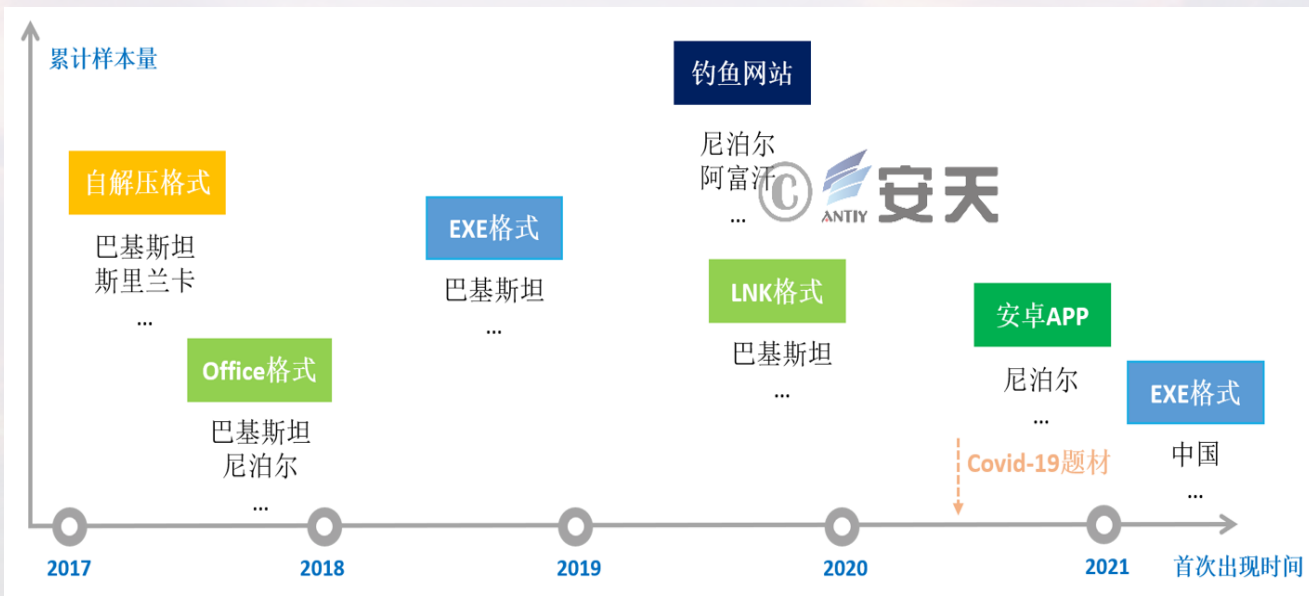 累计样本量
钓鱼网站
尼泊尔
阿富汗
...
© ANTIY 安天
自解压格式
巴基斯坦
斯里兰卡
...
EXE格式
巴基斯坦
...
LNK格式
巴基斯坦
...
安卓APP
尼泊尔
...
Office格式
巴基斯坦
尼泊尔
...
EXE格式
中国
...
Covid-19题材
2017
2018
2019
2020
2021
首次出现时间